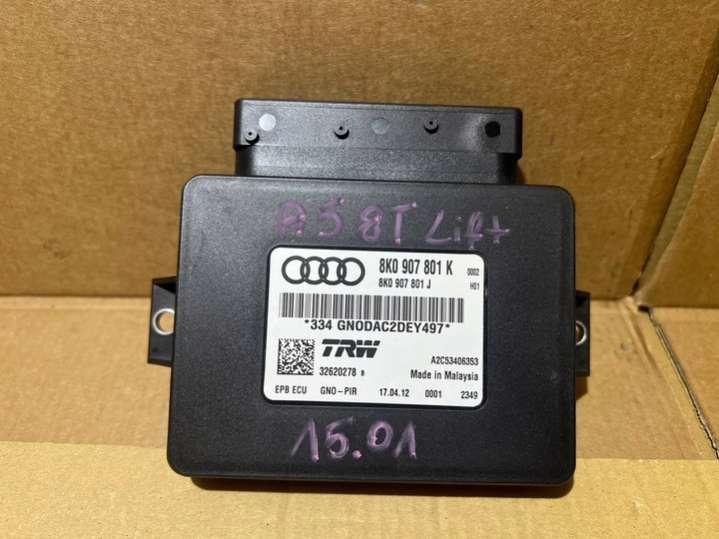 A5 8T Lift
8K0 907 801 K 0002
8K0 907 801 J H01
*334 GNODAC2DEY497*
TRW A2C53406353
32620278 B Made in Malaysia
EPB ECU GNO-PIR 17.04.12 0001 2349
15.01